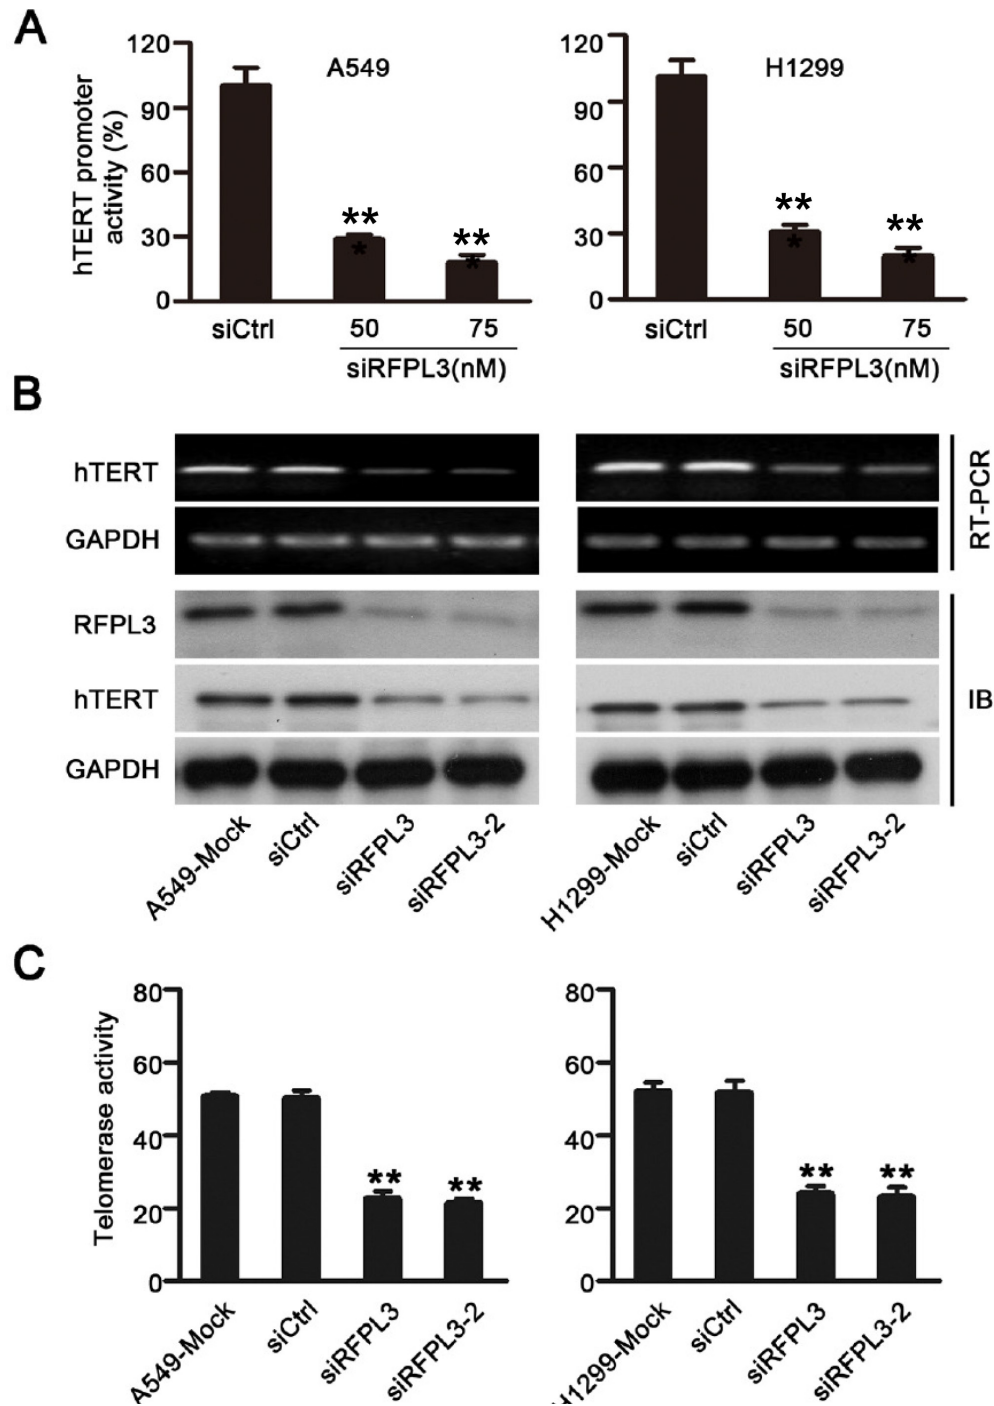 A
A549
H1299
hTERT promoter
activity (%)
120
90
60
30
0
120
90
60
30
0
**
*
**
*
**
*
**
*
siCtrl 50 75
siRFPL3(nM)
siCtrl 50 75
siRFPL3(nM)
B
hTERT
GAPDH
RT-PCR
RFPL3
hTERT
GAPDH
IB
A549-Mock
siCtrl
siRFPL3
siRFPL3-2
H1299-Mock
siCtrl
siRFPL3
siRFPL3-2
C
Telomerase activity
80
60
40
20
0
** **
A549-Mock
siCtrl
siRFPL3
siRFPL3-2
80
60
40
20
0
** **
H1299-Mock
siCtrl
siRFPL3
siRFPL3-2